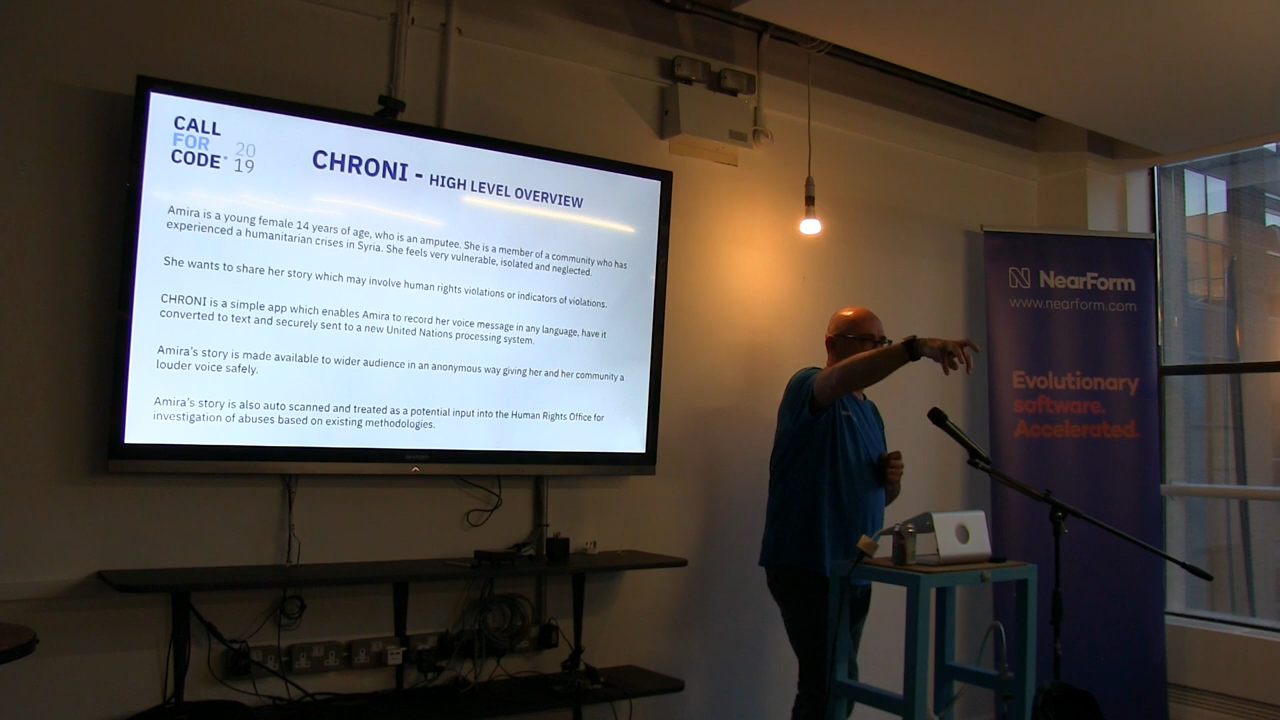 CALL
FOR
CODE® 2019
CHRONI - HIGH LEVEL OVERVIEW
Amira is a young female 14 years of age, who is an amputee. She is a member of a community who has
experienced a humanitarian crises in Syria. She feels very vulnerable, isolated and neglected.
She wants to share her story which may involve human rights violations or indicators of violations.
CHRONI is a simple app which enables Amira to record her voice message in any language, have it
converted to text and securely sent to a new United Nations processing system.
Amira's story is made available to wider audience in an anonymous way giving her and her community a
louder voice safely.
Amira's story is also auto scanned and treated as a potential input into the Human Rights Office for
investigation of abuses based on existing methodologies.
N NearForm
www.nearform.com
Evolutionary
software.
Accelerated.